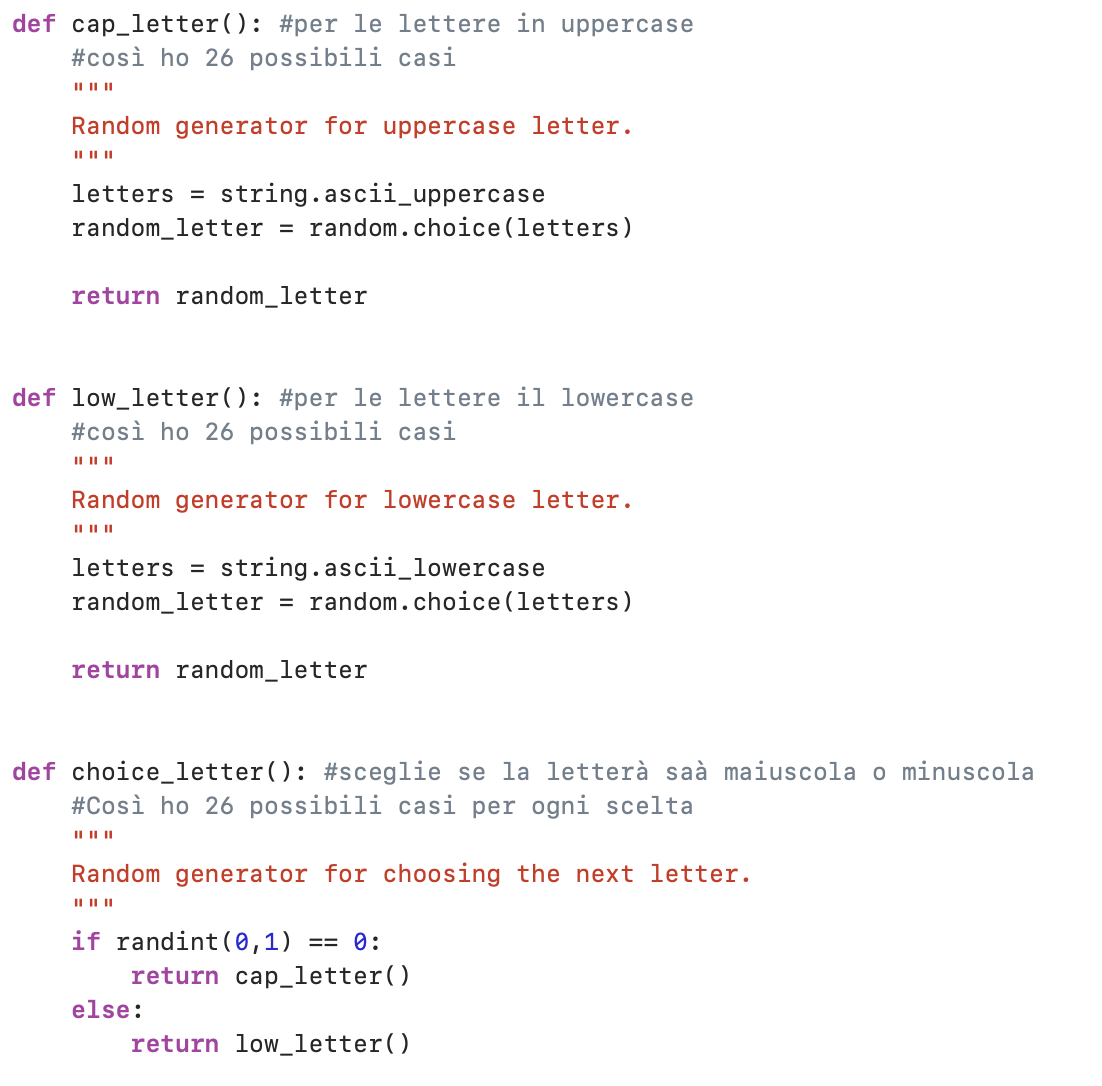 def cap_letter(): #per le lettere in uppercase
    #così ho 26 possibili casi
    """
    Random generator for uppercase letter.
    """
    letters = string.ascii_uppercase
    random_letter = random.choice(letters)

    return random_letter


def low_letter(): #per le lettere il lowercase
    #così ho 26 possibili casi
    """
    Random generator for lowercase letter.
    """
    letters = string.ascii_lowercase
    random_letter = random.choice(letters)

    return random_letter


def choice_letter(): #sceglie se la letterà saà maiuscola o minuscola
    #Così ho 26 possibili casi per ogni scelta
    """
    Random generator for choosing the next letter.
    """
    if randint(0,1) == 0:
        return cap_letter()
    else:
        return low_letter()